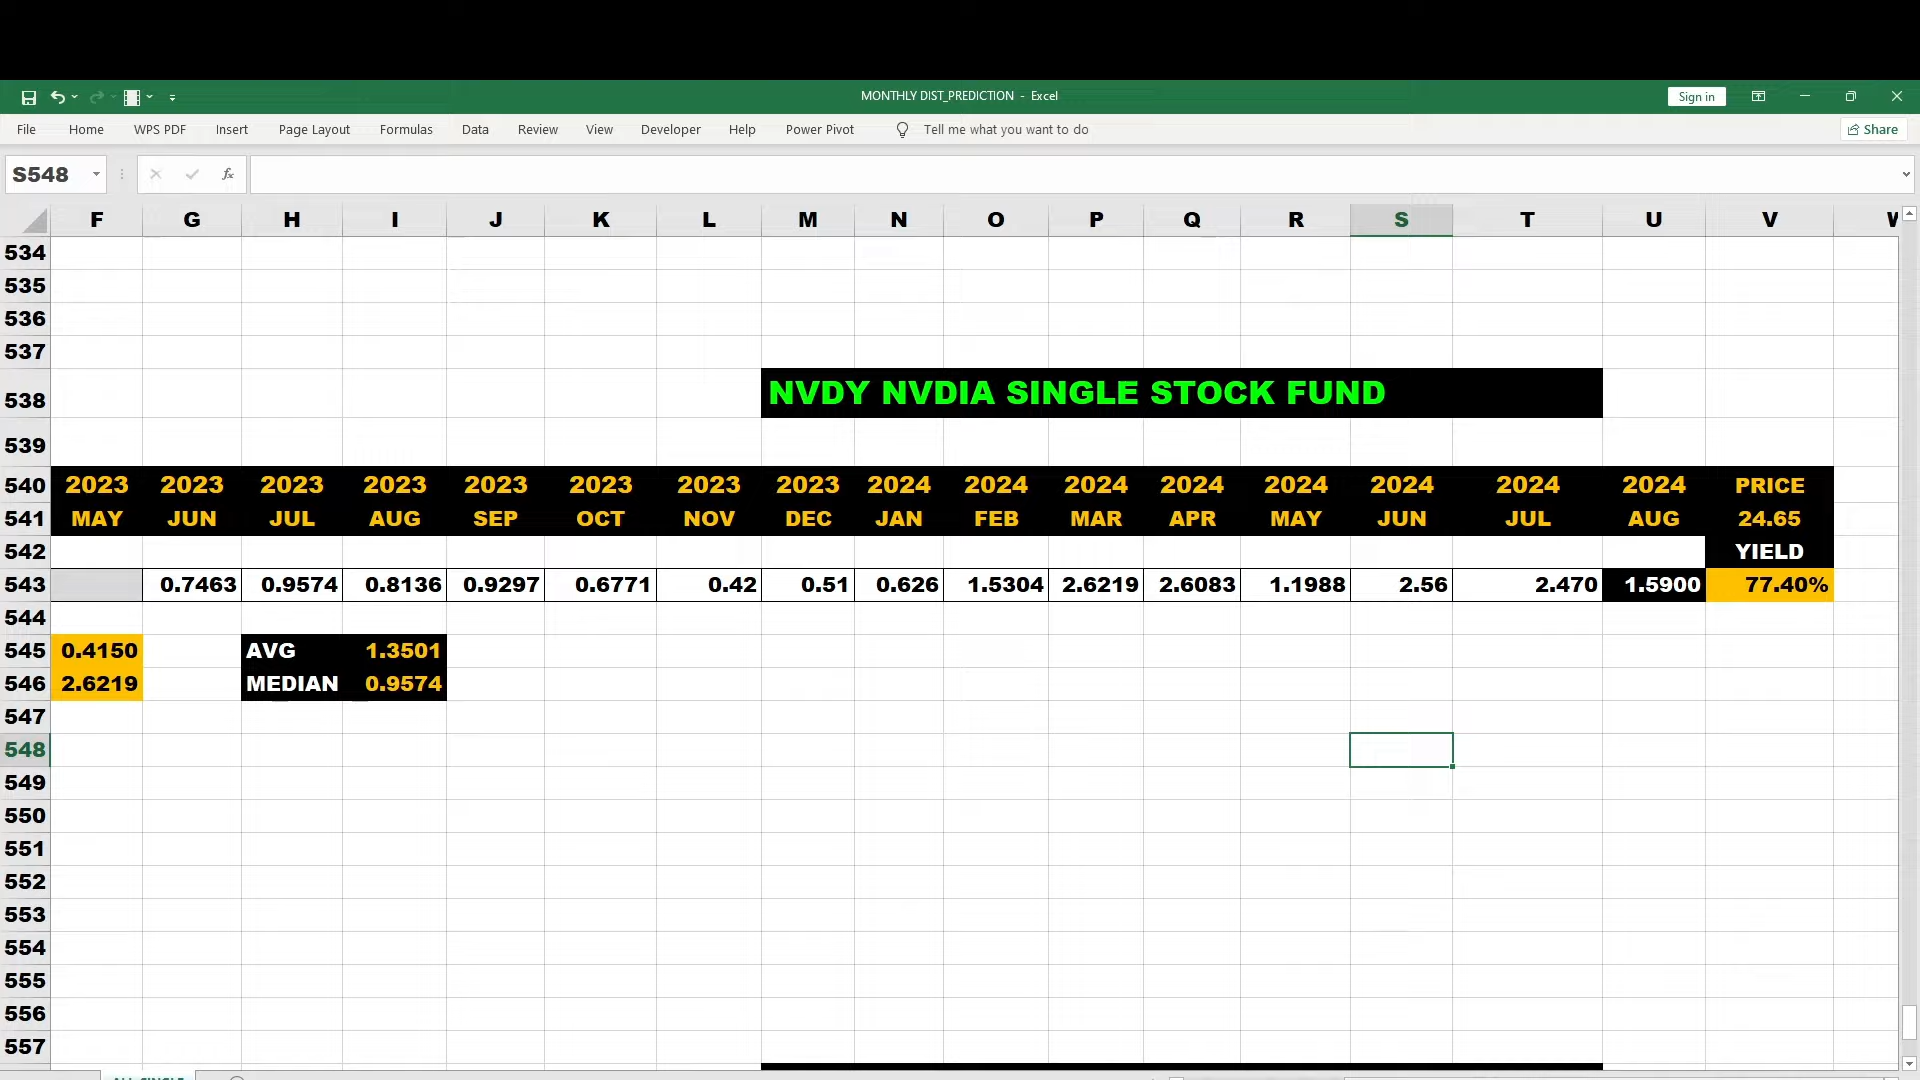 MONTHLY DIST_PREDICTION - Excel
Sign in
File Home WPS PDF Insert Page Layout Formulas Data Review View Developer Help Power Pivot Tell me what you want to do Share
S548 fx
F G H I J K L M N O P Q R S T U V
534
535
536
537
538 NVDY NVDIA SINGLE STOCK FUND
539
540 2023 2023 2023 2023 2023 2023 2023 2023 2024 2024 2024 2024 2024 2024 2024 2024 PRICE
541 MAY JUN JUL AUG SEP OCT NOV DEC JAN FEB MAR APR MAY JUN JUL AUG 24.65
542 YIELD
543 0.7463 0.9574 0.8136 0.9297 0.6771 0.42 0.51 0.626 1.5304 2.6219 2.6083 1.1988 2.56 2.470 1.5900 77.40%
544
545 0.4150 AVG 1.3501
546 2.6219 MEDIAN 0.9574
547
548
549
550
551
552
553
554
555
556
557